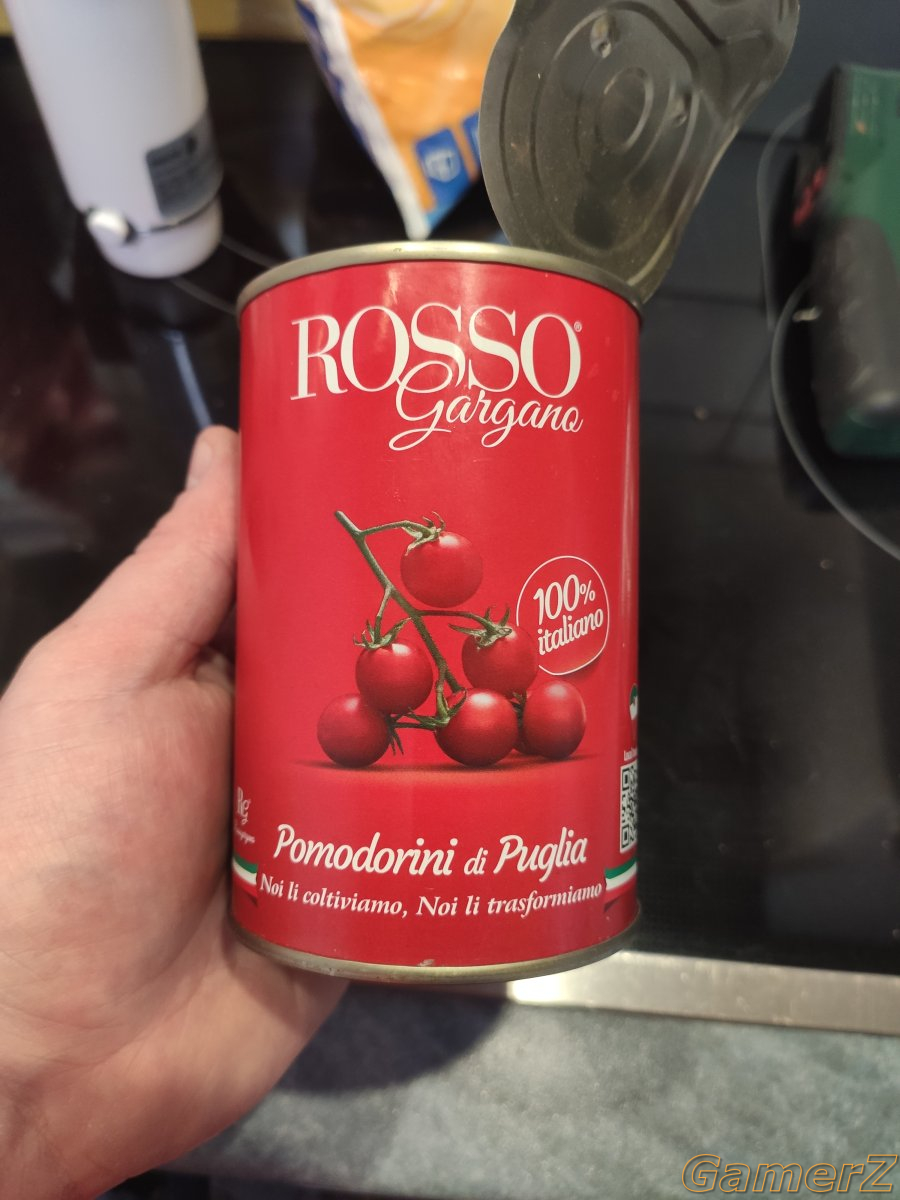 ROSSO®
Gargano
100%
italiano
Pomodorini di Puglia
Noi li coltiviamo, Noi li trasformiamo
GamerZ